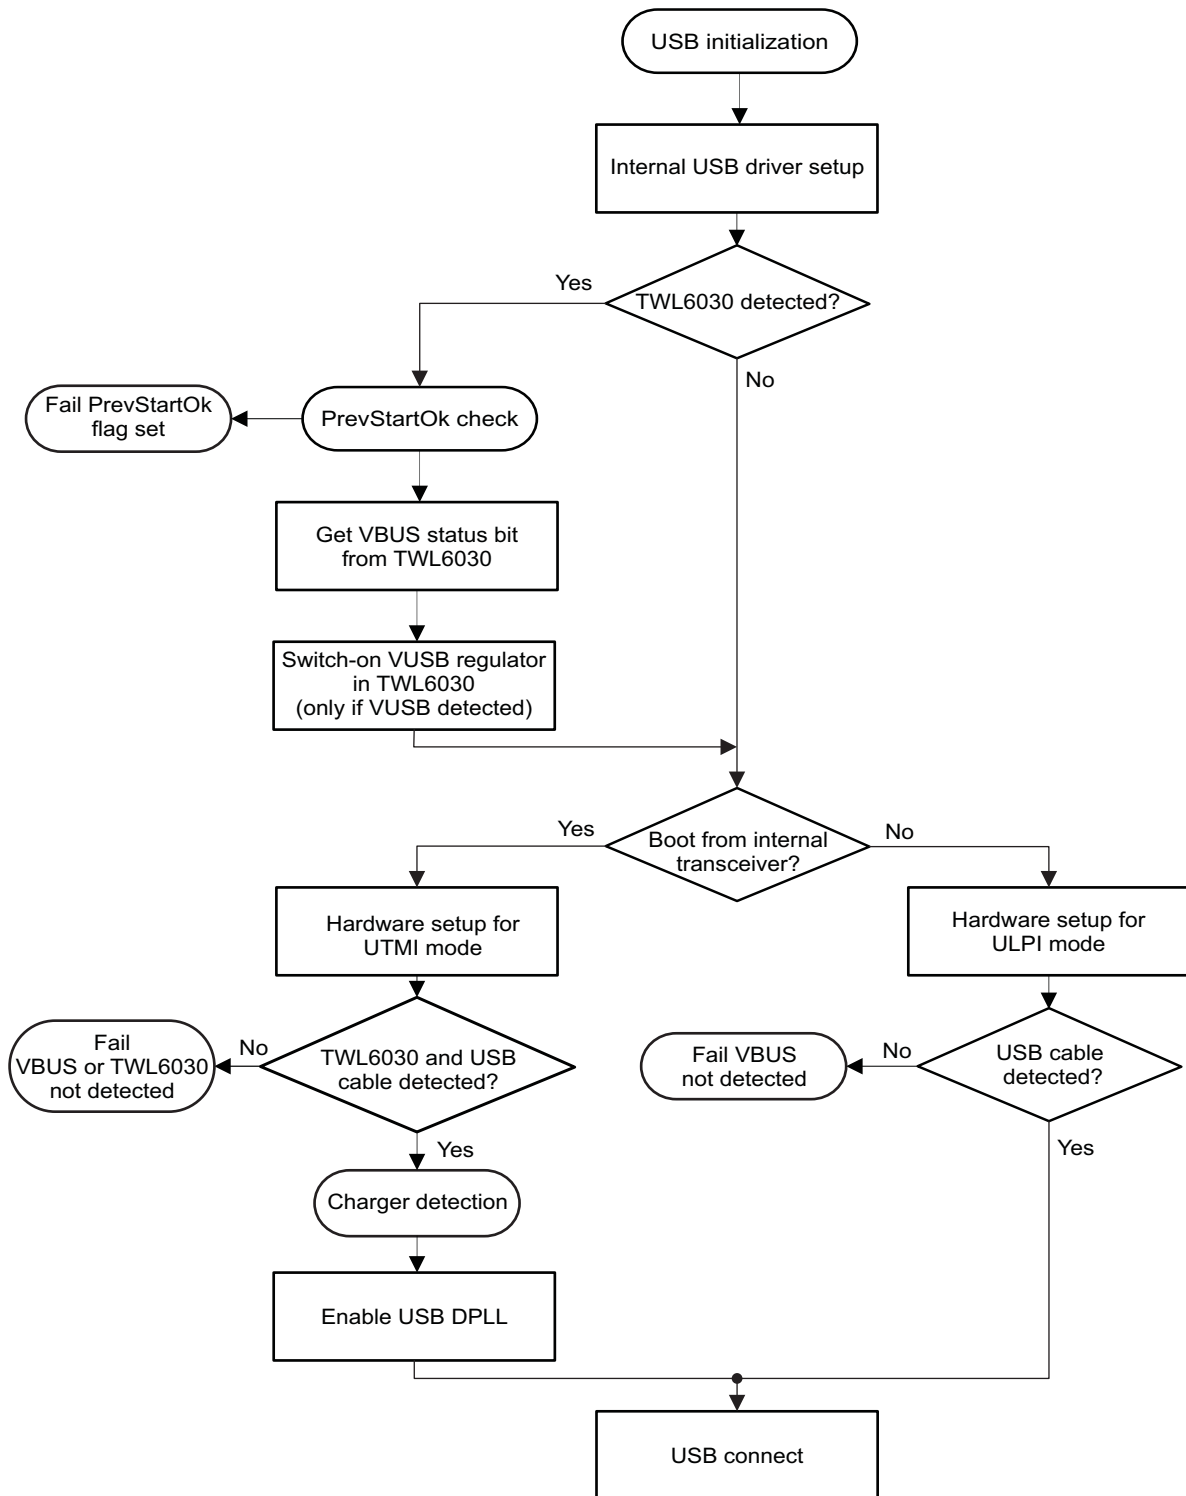 USB initialization
Internal USB driver setup
Yes
TWL6030 detected?
No
Fail PrevStartOk
flag set
PrevStartOk check
Get VBUS status bit
from TWL6030
Switch-on VUSB regulator
in TWL6030
(only if VUSB detected)
Yes
Boot from internal
transceiver?
No
Hardware setup for
UTMI mode
Hardware setup for
ULPI mode
Fail
VBUS or TWL6030
not detected
No
TWL6030 and USB
cable detected?
Fail VBUS
not detected
No
USB cable
detected?
Yes
Yes
Charger detection
Enable USB DPLL
USB connect